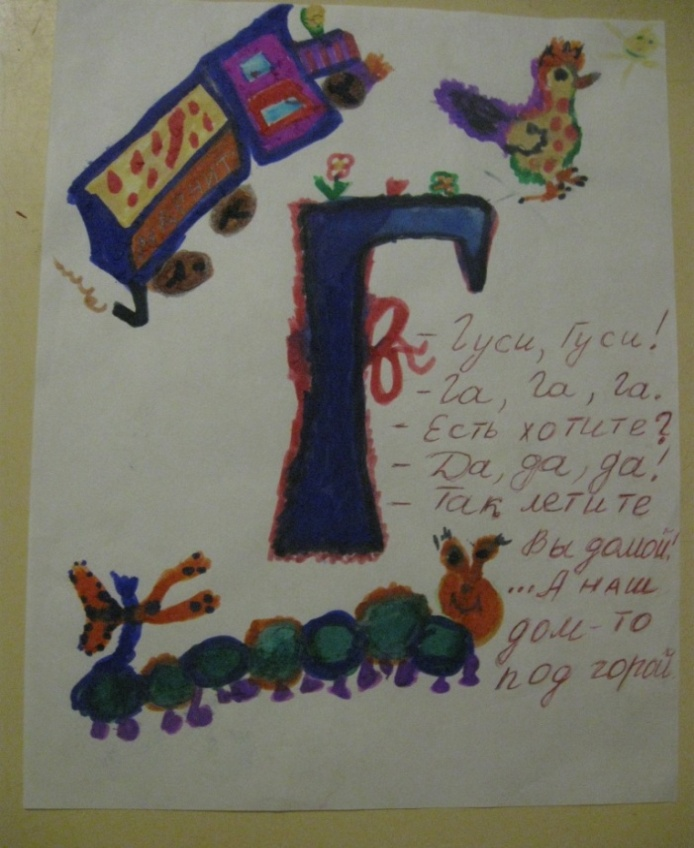 Г
г
- Гуси, Гуси!
- Га, Га, Га.
- Есть хотите?
- Да, да, да!
- Так летите
Вы домой!
...А наш
дом-то
под горой